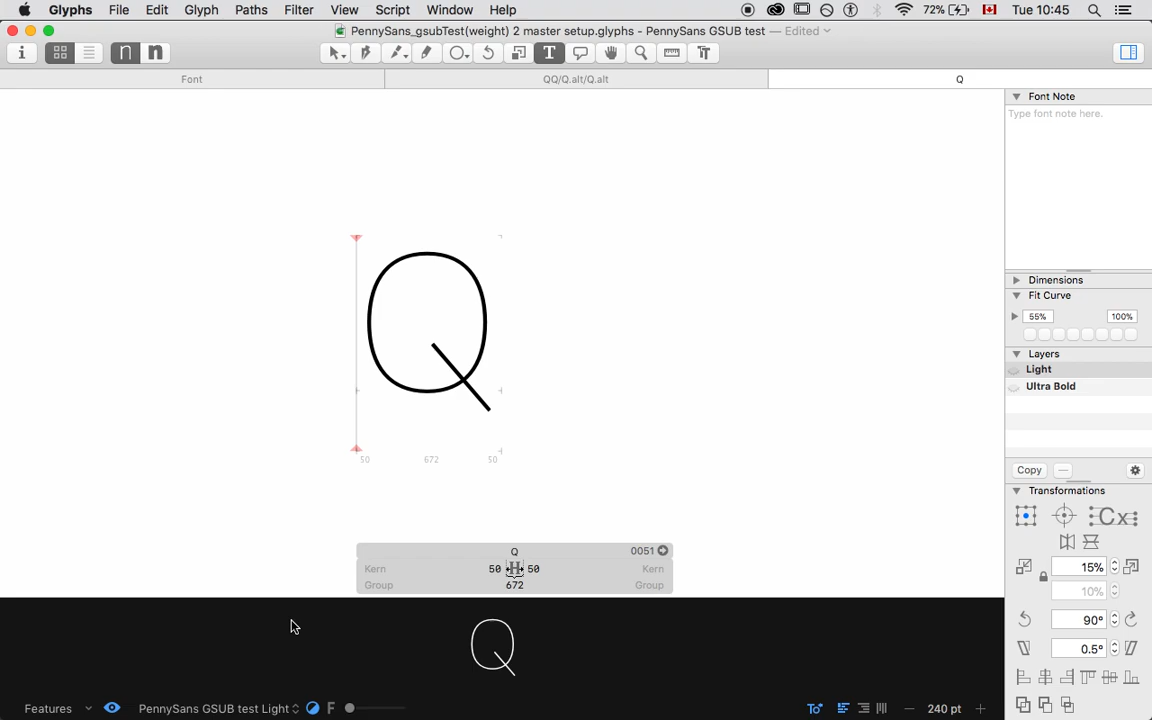 Glyphs File Edit Glyph Paths Filter View Script Window Help 72% Tue 10:45
PennySans_gsubTest(weight) 2 master setup.glyphs - PennySans GSUB test — Edited
Font QQ/Q.alt/Q.alt Q
Font Note
Type font note here.
Dimensions
Fit Curve
55% 100%
Layers
Light
Ultra Bold
Copy
Transformations
Cx
15%
10%
90°
0.5°
Q
50 672 50
Q 0051
Kern 50 H 50 Kern
Group 672 Group
Q
Features PennySans GSUB test Light F 240 pt